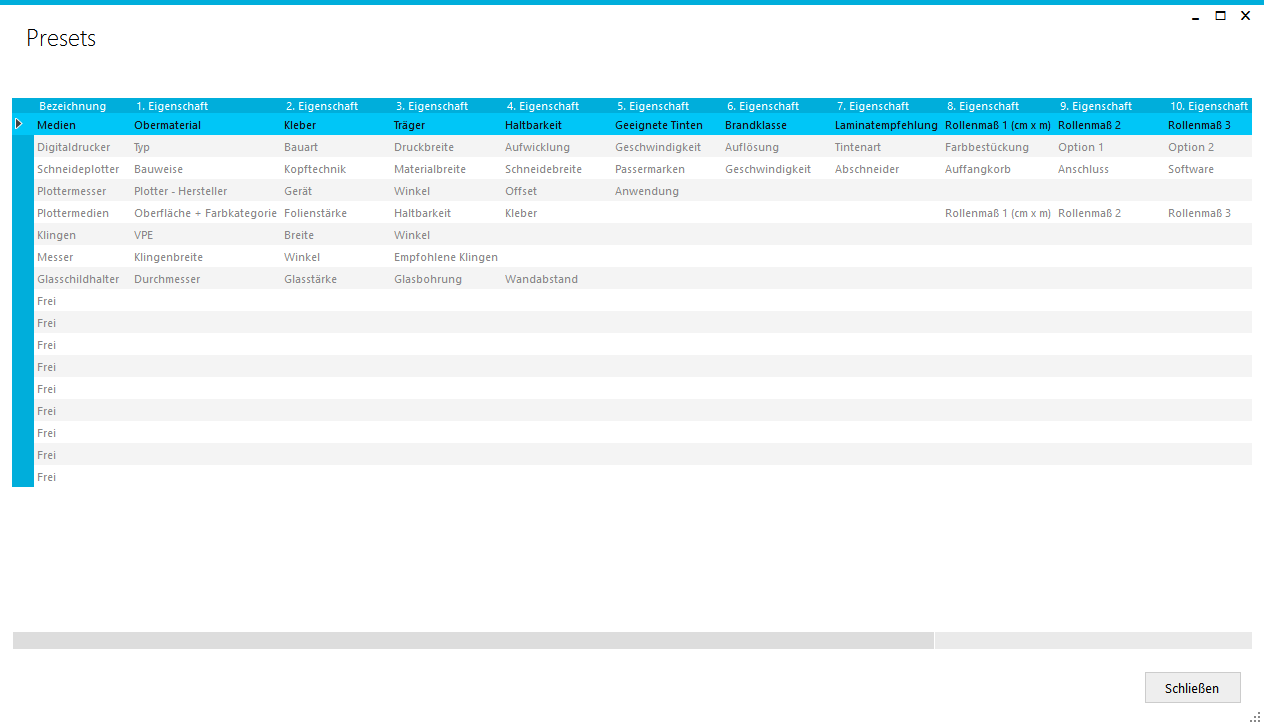 Presets
Bezeichnung 1. Eigenschaft 2. Eigenschaft 3. Eigenschaft 4. Eigenschaft 5. Eigenschaft 6. Eigenschaft 7. Eigenschaft 8. Eigenschaft 9. Eigenschaft 10. Eigenschaft
Medien Obermaterial Kleber Träger Haltbarkeit Geeignete Tinten Brandklasse Laminatempfehlung Rollenmaß 1 (cm x m) Rollenmaß 2 Rollenmaß 3
Digitaldrucker Typ Bauart Druckbreite Aufwicklung Geschwindigkeit Auflösung Tintenart Farbbestückung Option 1 Option 2
Schneideplotter Bauweise Kopftechnik Materialbreite Schneidebreite Passermarken Geschwindigkeit Abschneider Auffangkorb Anschluss Software
Plottermesser Plotter - Hersteller Gerät Winkel Offset Anwendung
Plottermedien Oberfläche + Farbkategorie Folienstärke Haltbarkeit Kleber Rollenmaß 1 (cm x m) Rollenmaß 2 Rollenmaß 3
Klingen VPE Breite Winkel
Messer Klingenbreite Winkel Empfohlene Klingen
Glasschildhalter Durchmesser Glasstärke Glasbohrung Wandabstand
Frei
Frei
Frei
Frei
Frei
Frei
Frei
Frei
Frei
Schließen